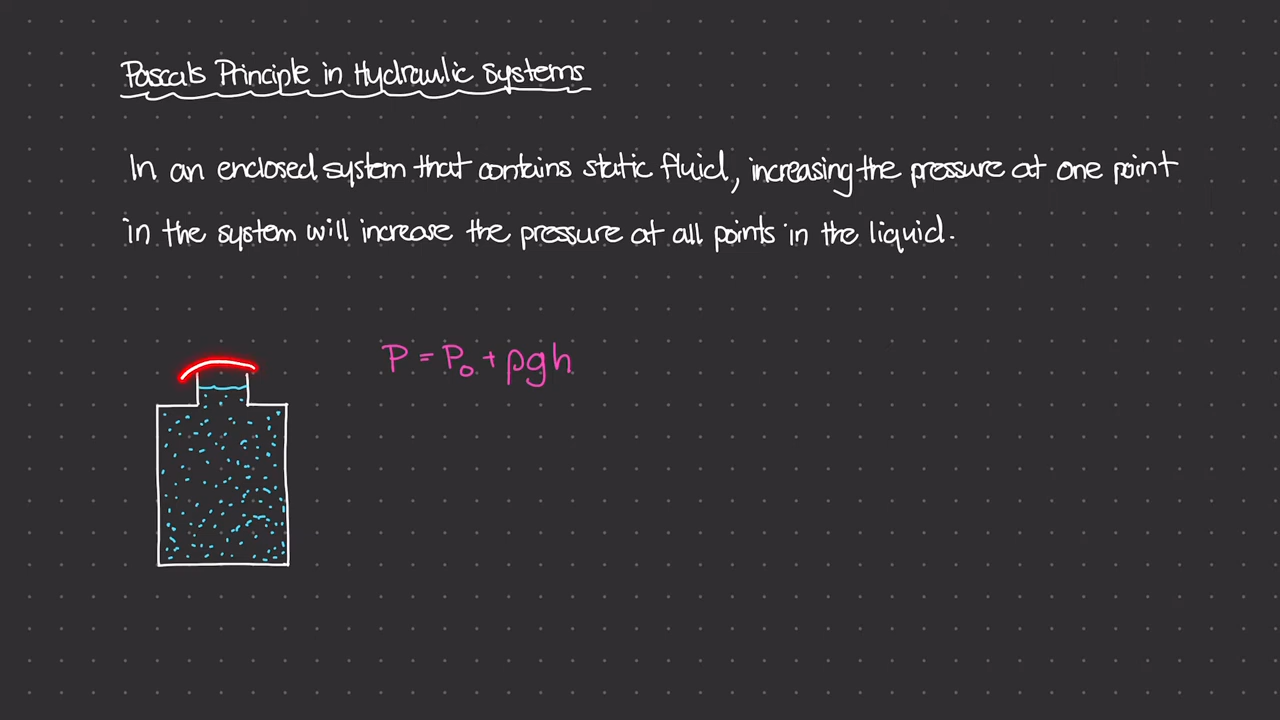 Pascals Principle in Hydraulic Systems
In an enclosed system that contains static fluid, increasing the pressure at one point
in the system will increase the pressure at all points in the liquid.
P = P₀ + ρgh